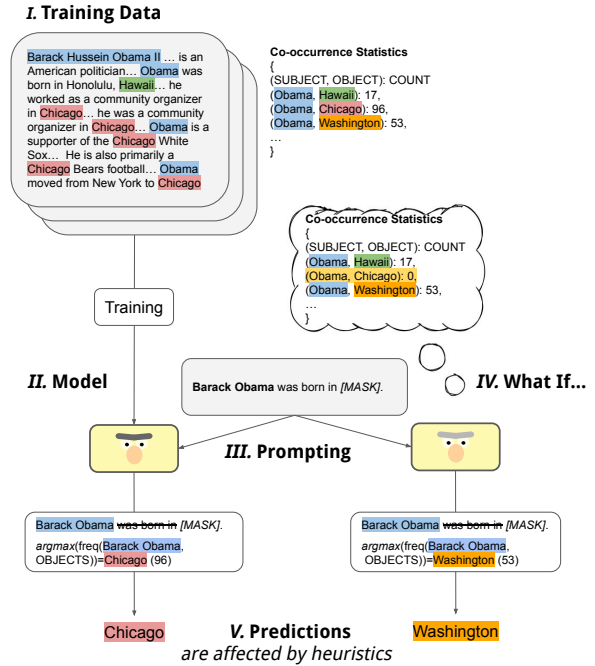 I. Training Data
Barack Hussein Obama II ... is an
American politician... Obama was
born in Honolulu, Hawaii... he
worked as a community organizer
in Chicago... he was a community
organizer in Chicago... Obama is a
supporter of the Chicago White
Sox... He is also primarily a
Chicago Bears football... Obama
moved from New York to Chicago
Co-occurrence Statistics
{
(SUBJECT, OBJECT): COUNT
(Obama, Hawaii): 17,
(Obama, Chicago): 96,
(Obama, Washington): 53,
...
}
Co-occurrence Statistics
{
(SUBJECT, OBJECT): COUNT
(Obama, Hawaii): 17,
(Obama, Chicago): 0,
(Obama, Washington): 53,
...
}
Training
II. Model
Barack Obama was born in [MASK].
IV. What If...
III. Prompting
Barack Obama was born in [MASK].
argmax(freq(Barack Obama,
OBJECTS))=Chicago (96)
Barack Obama was born in [MASK].
argmax(freq(Barack Obama,
OBJECTS))=Washington (53)
Chicago
V. Predictions
are affected by heuristics
Washington